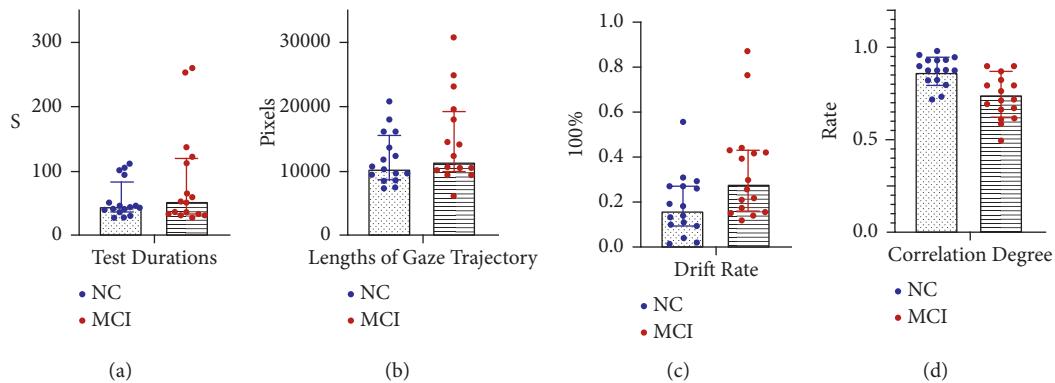 300
200
100
0
S
Test Durations
NC
MCI
(a)
30000
20000
10000
0
Pixels
Lengths of Gaze Trajectory
NC
MCI
(b)
1.0
0.8
0.6
0.4
0.2
0.0
100%
Drift Rate
NC
MCI
(c)
1.0
0.5
0.0
Rate
Correlation Degree
NC
MCI
(d)